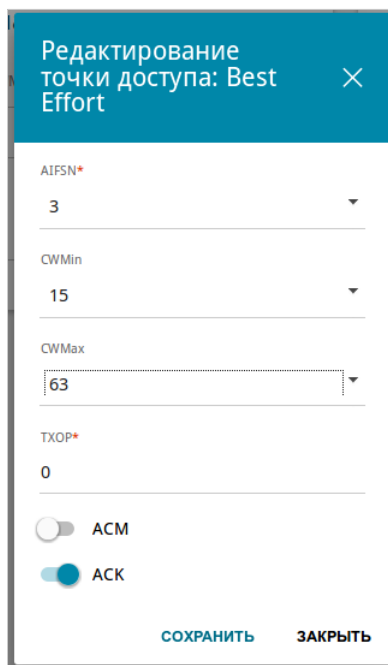 Редактирование
точки доступа: Best
Effort
AIFSN*
3
CWMin
15
CWMax
63
TXOP*
0
ACM
ACK
СОХРАНИТЬ
ЗАКРЫТЬ